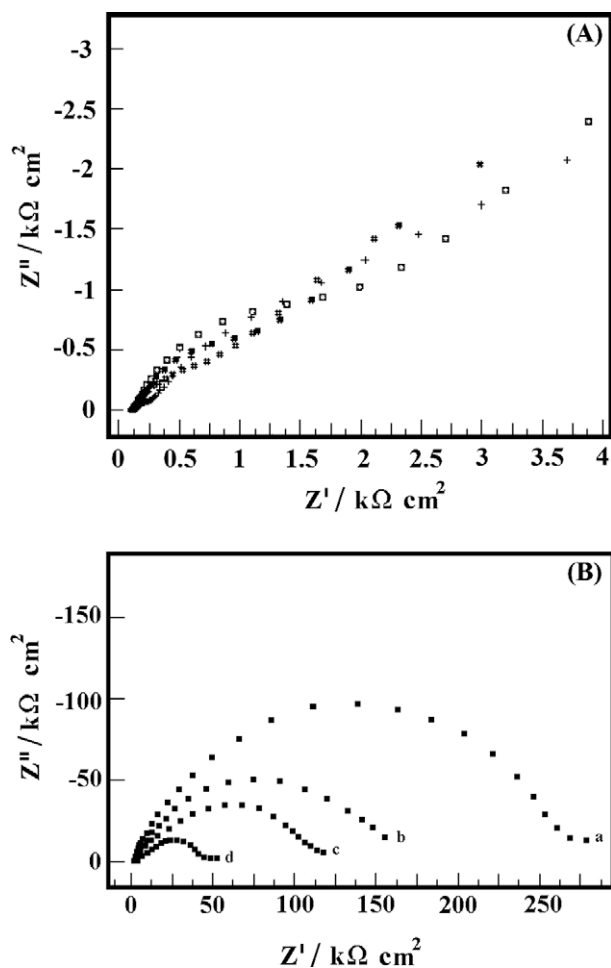 (A)
-3
-2.5
-2
-1.5
-1
-0.5
0
Z'' / kΩ cm²
0 0.5 1 1.5 2 2.5 3 3.5 4
Z' / kΩ cm²
(B)
-150
-100
-50
0
Z'' / kΩ cm²
a
b
c
d
0 50 100 150 200 250
Z' / kΩ cm²